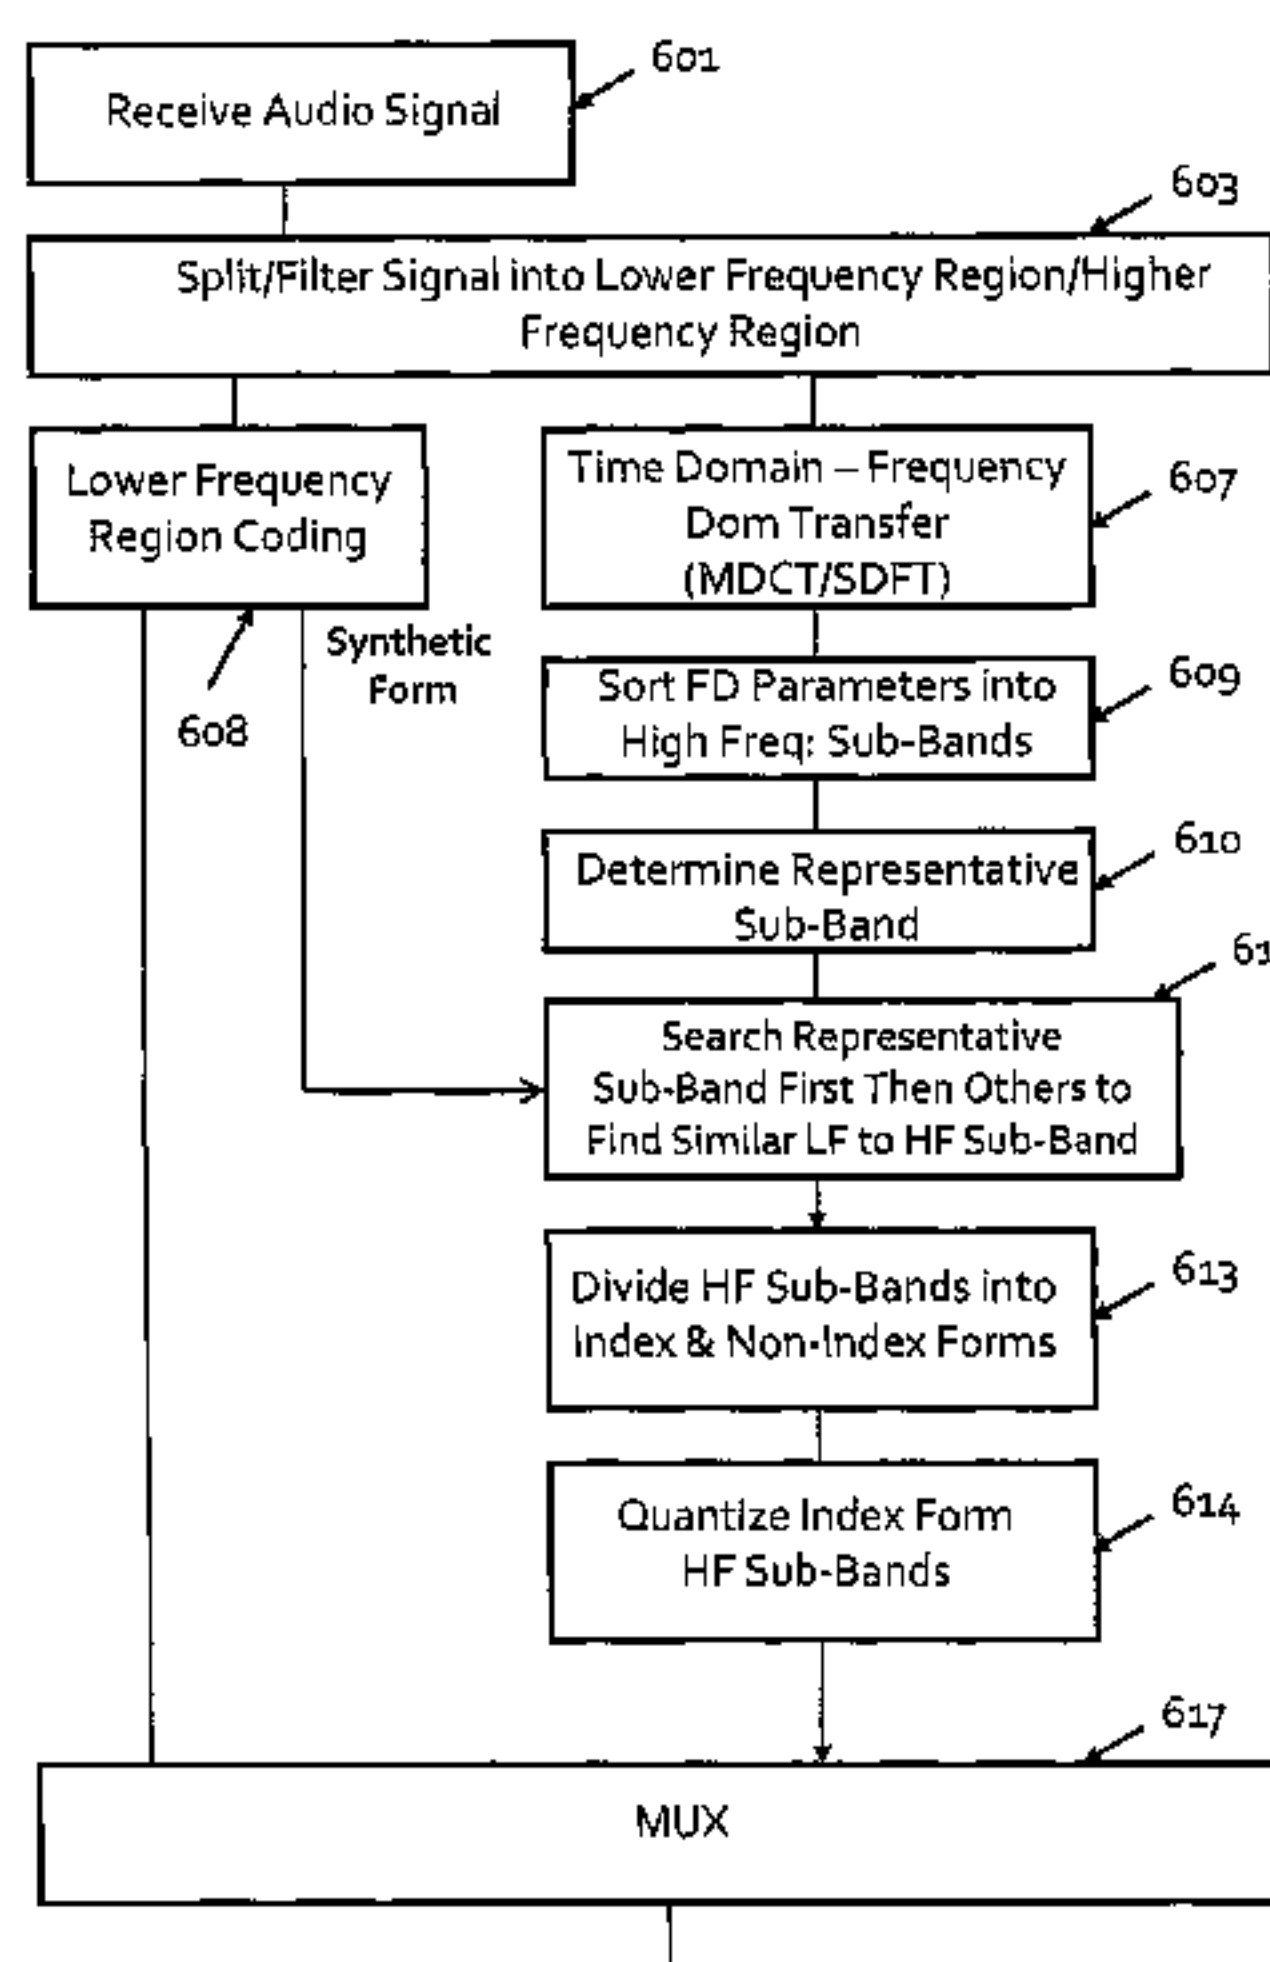 601
Receive Audio Signal
603
Split/Filter Signal into Lower Frequency Region/Higher
Frequency Region
Lower Frequency
Region Coding
608
Synthetic
Form
Time Domain – Frequency
Dom Transfer
(MDCT/SDFT)
607
Sort FD Parameters into
High Freq: Sub-Bands
609
Determine Representative
Sub-Band
610
Search Representative
Sub-Band First Then Others to
Find Similar LF to HF Sub-Band
Divide HF Sub-Bands into
Index & Non-Index Forms
613
Quantize Index Form
HF Sub-Bands
614
617
MUX